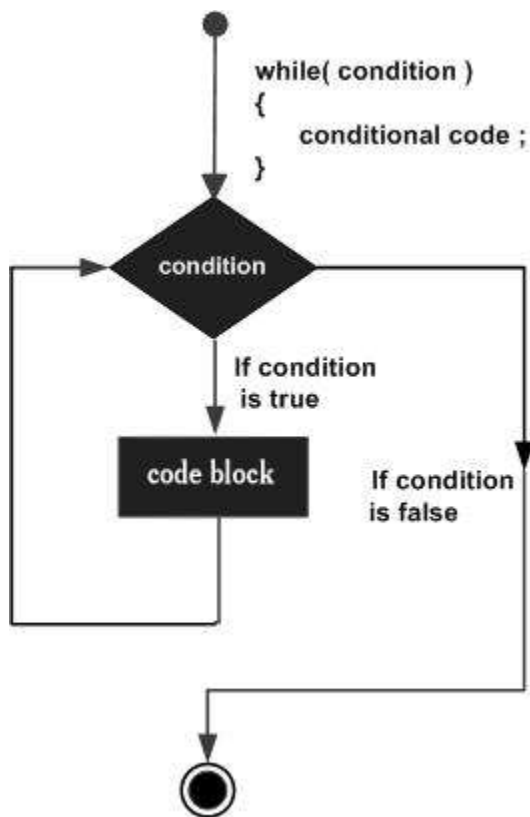 while( condition )
{
conditional code ;
}
condition
If condition
is true
code block
If condition
is false